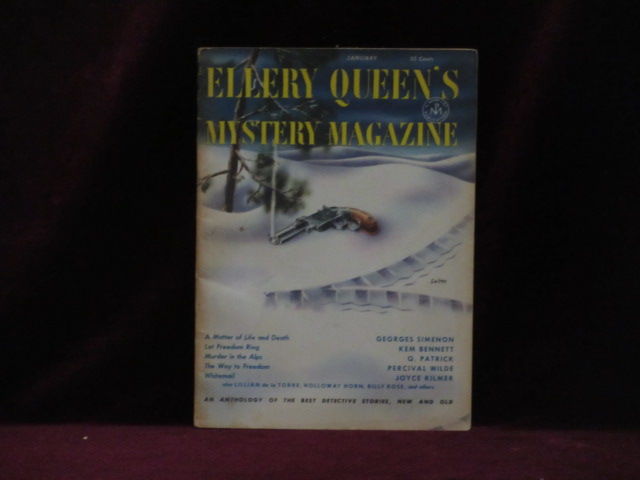 JANUARY 35 Cents
ELLERY QUEEN'S
MYSTERY MAGAZINE
A Matter of Life and Death GEORGES SIMENON
Let Freedom Ring KEM BENNETT
Murder in the Alps Q. PATRICK
The Way to Freedom PERCIVAL WILDE
Whitemail JOYCE KILMER
also LILLIAN de la TORRE, HOLLOWAY HORN, BILLY ROSE, and others
AN ANTHOLOGY OF THE BEST DETECTIVE STORIES, NEW AND OLD